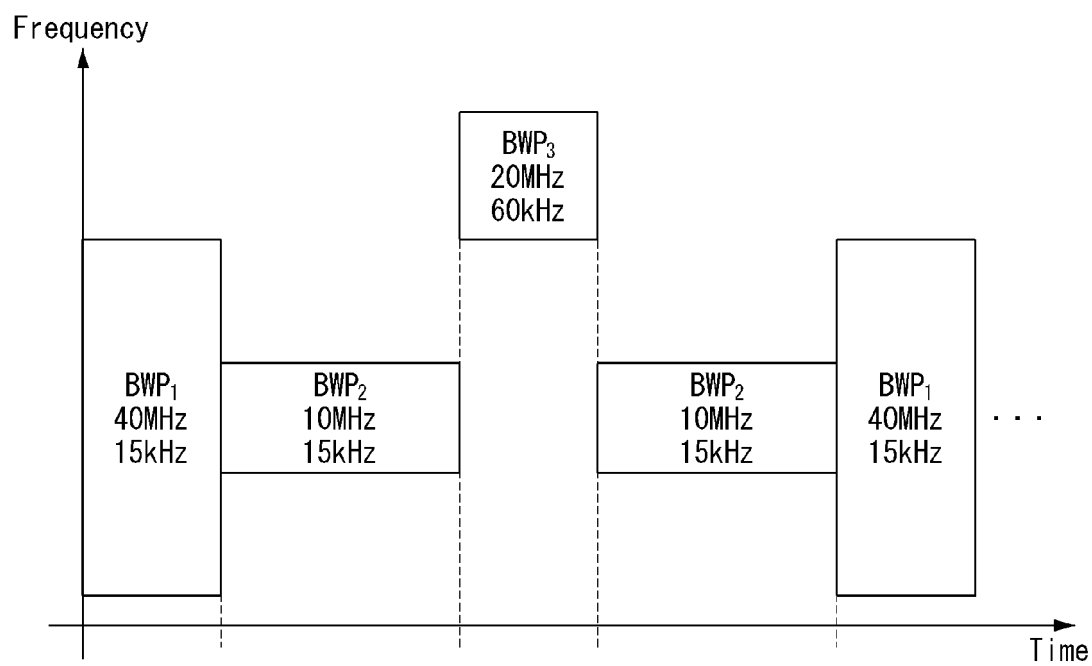 Frequency
BWP₃
20MHz
60kHz
BWP₁
40MHz
15kHz
BWP₂
10MHz
15kHz
BWP₂
10MHz
15kHz
BWP₁
40MHz
15kHz
...
Time